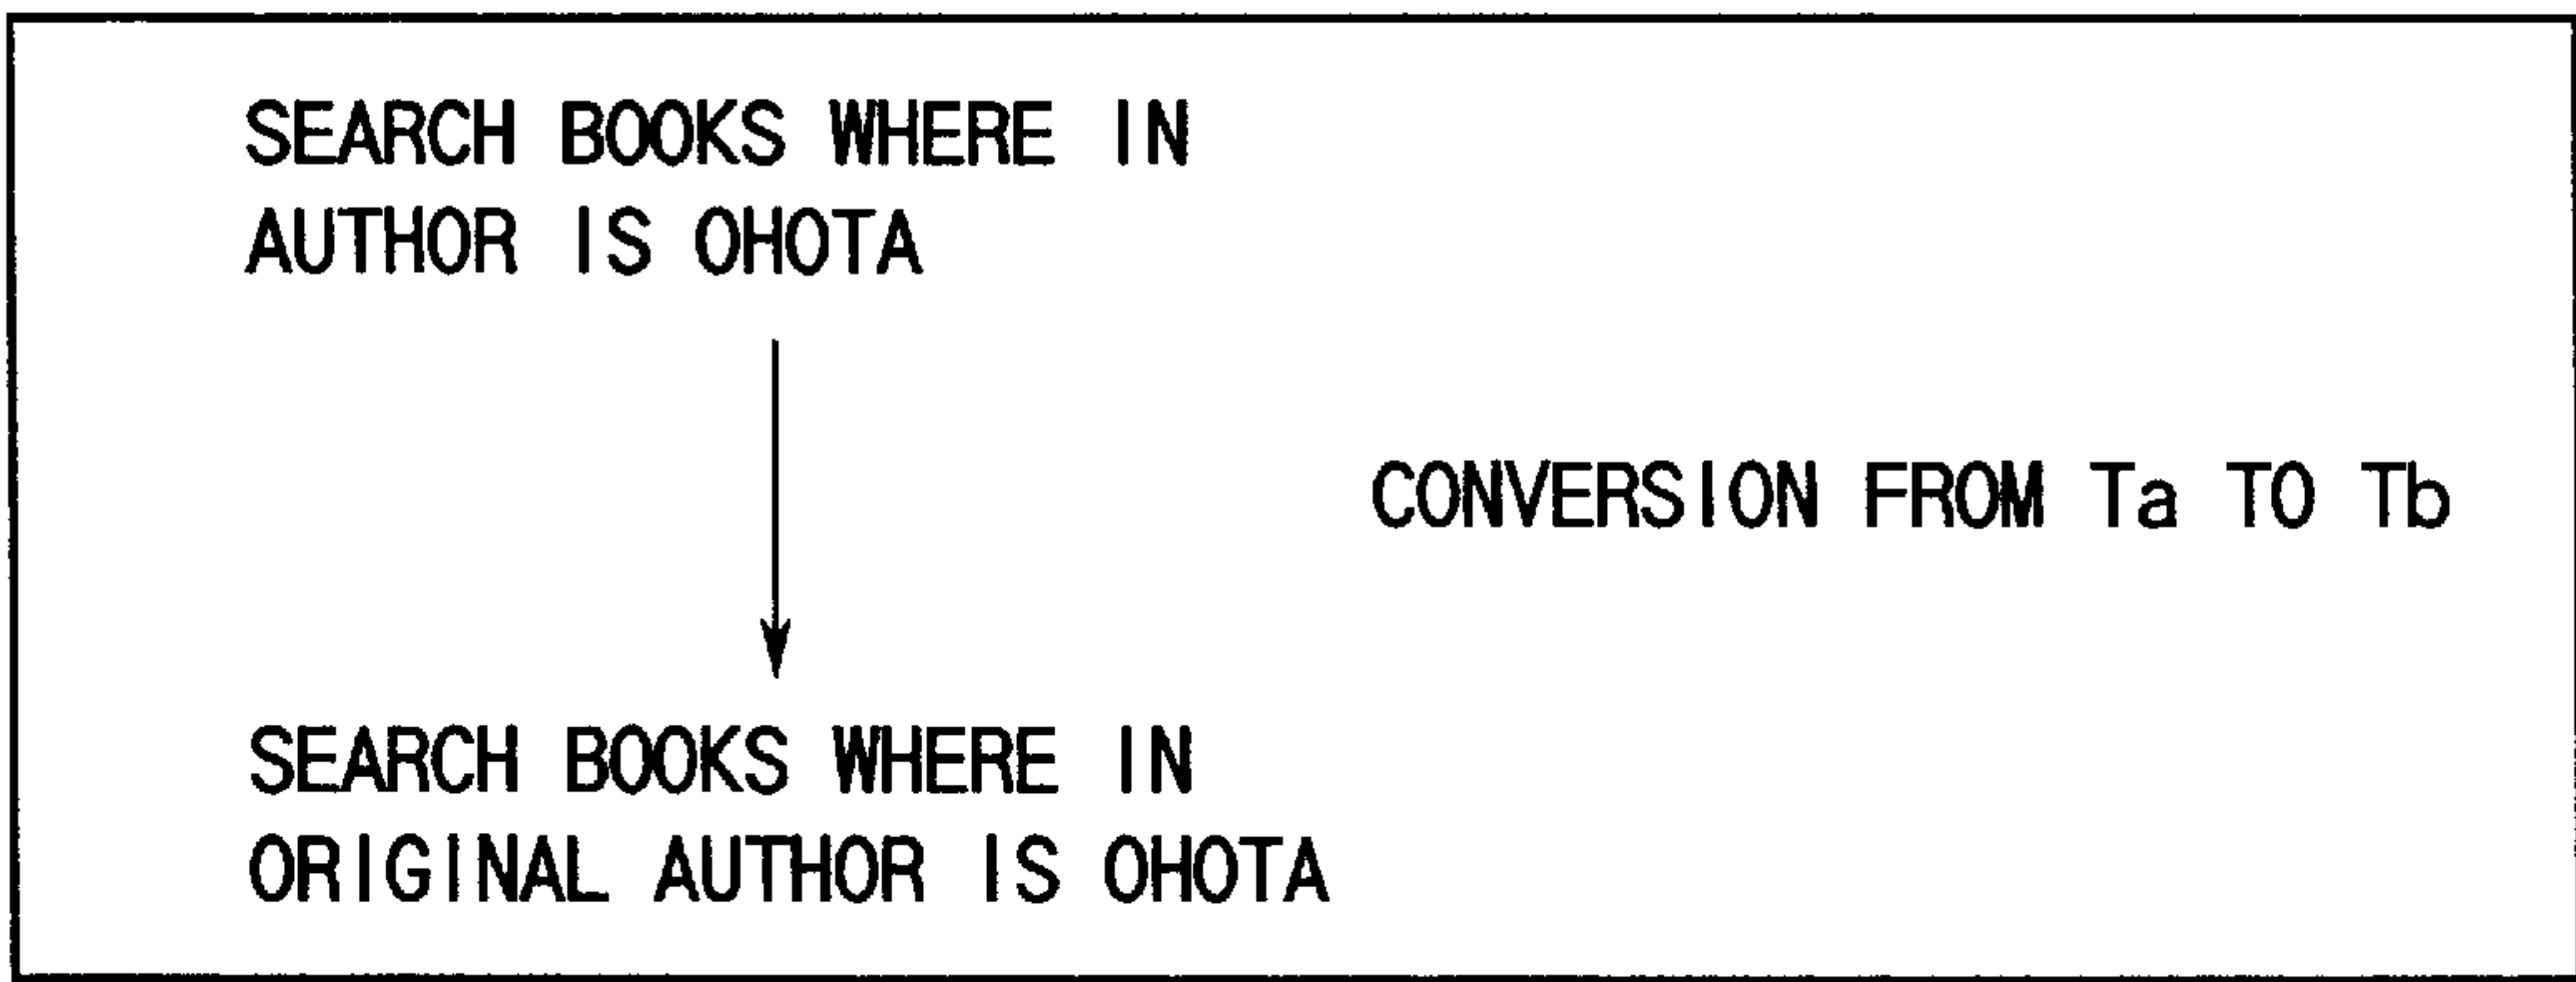 SEARCH BOOKS WHERE IN
AUTHOR IS OHOTA
CONVERSION FROM Ta TO Tb
SEARCH BOOKS WHERE IN
ORIGINAL AUTHOR IS OHOTA